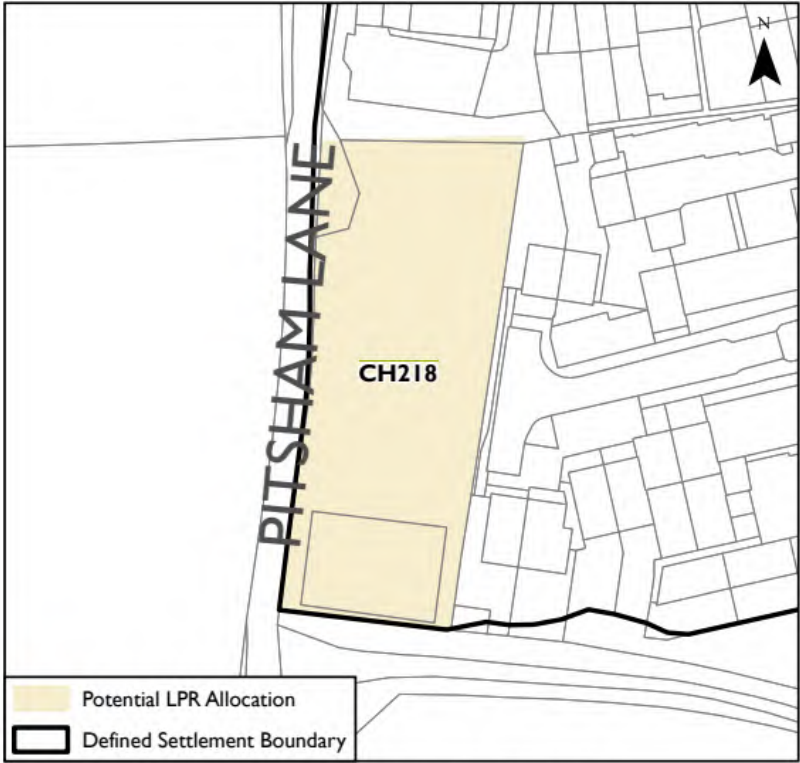 N
PITSHAM LANE
CH218
Potential LPR Allocation
Defined Settlement Boundary